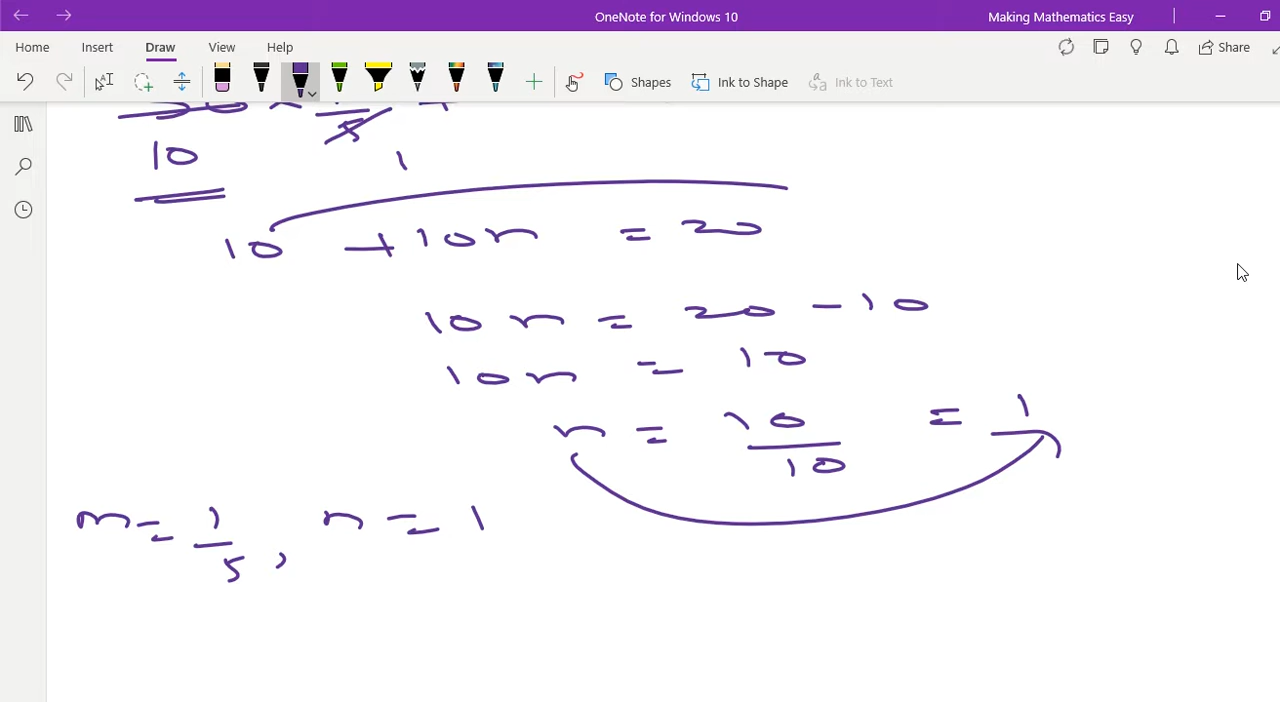 OneNote for Windows 10
Making Mathematics Easy
Home Insert Draw View Help
Share
Shapes
Ink to Shape
Ink to Text
10
1
10 + 10n = 20
10n = 20 - 10
10n = 10
n = 10/10 = 1
m = 1/5, n = 1